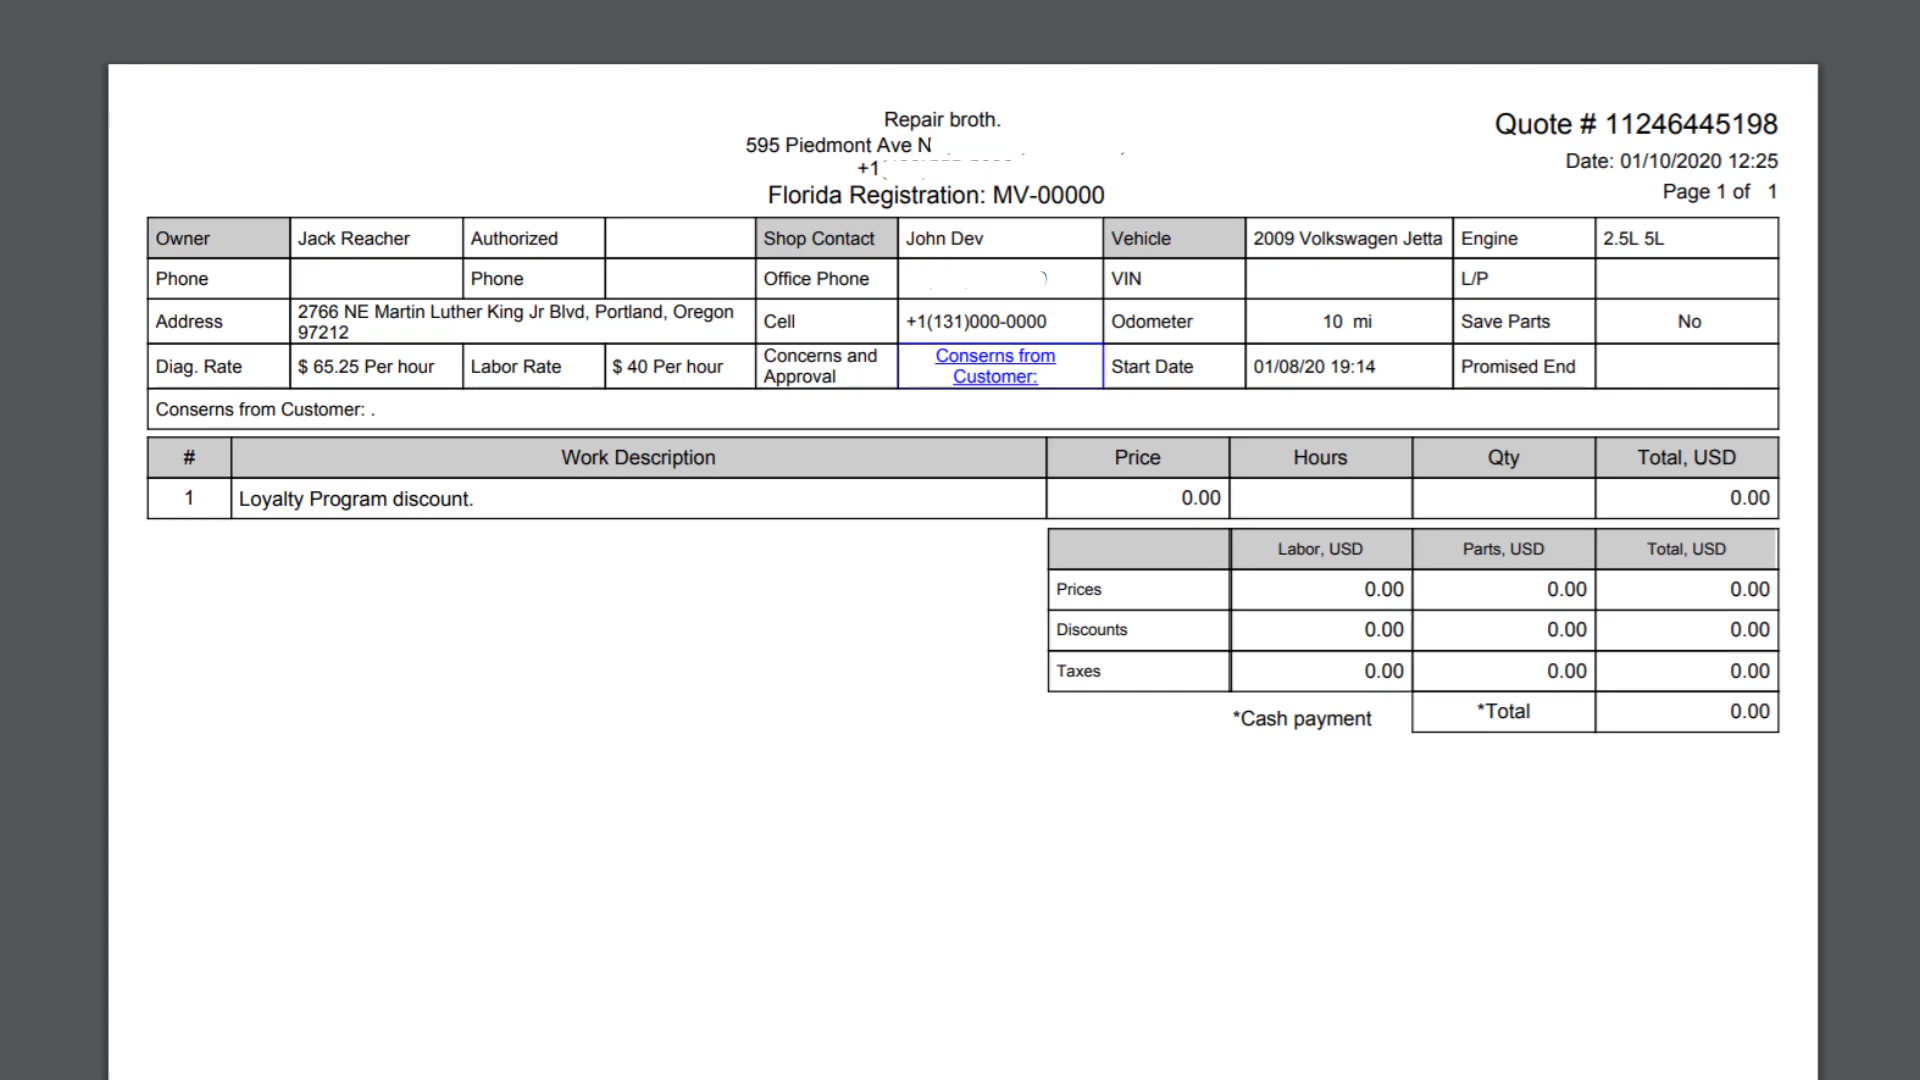 Repair broth.
595 Piedmont Ave N
+1
Florida Registration: MV-00000
Quote # 11246445198
Date: 01/10/2020 12:25
Page 1 of 1
Owner Jack Reacher Authorized Shop Contact John Dev Vehicle 2009 Volkswagen Jetta Engine 2.5L 5L
Phone Phone Office Phone VIN L/P
Address 2766 NE Martin Luther King Jr Blvd, Portland, Oregon
97212
Cell +1(131)000-0000 Odometer 10 mi Save Parts No
Diag. Rate $ 65.25 Per hour Labor Rate $ 40 Per hour
Concerns and
Approval
Conserns from
Customer:
Start Date 01/08/20 19:14 Promised End
Conserns from Customer: .
# Work Description Price Hours Qty Total, USD
1 Loyalty Program discount. 0.00 0.00
Labor, USD Parts, USD Total, USD
Prices 0.00 0.00 0.00
Discounts 0.00 0.00 0.00
Taxes 0.00 0.00 0.00
*Cash payment *Total 0.00